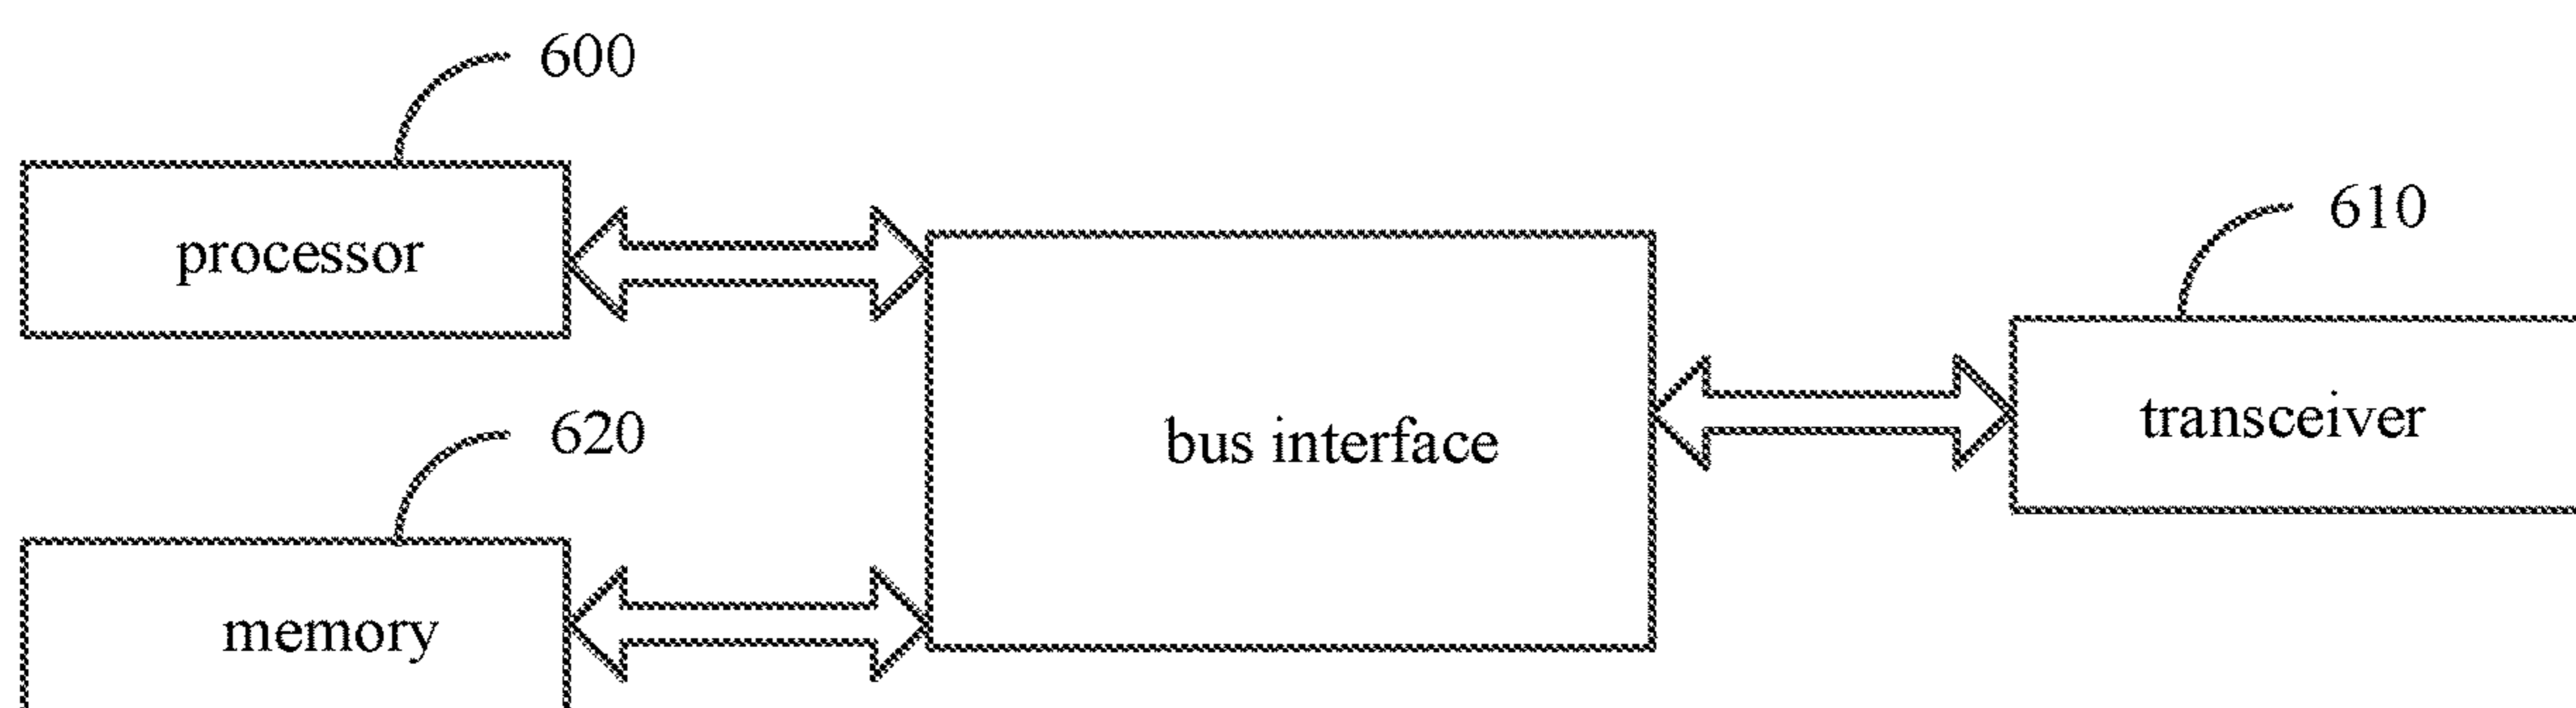 600
processor
610
transceiver
bus interface
620
memory